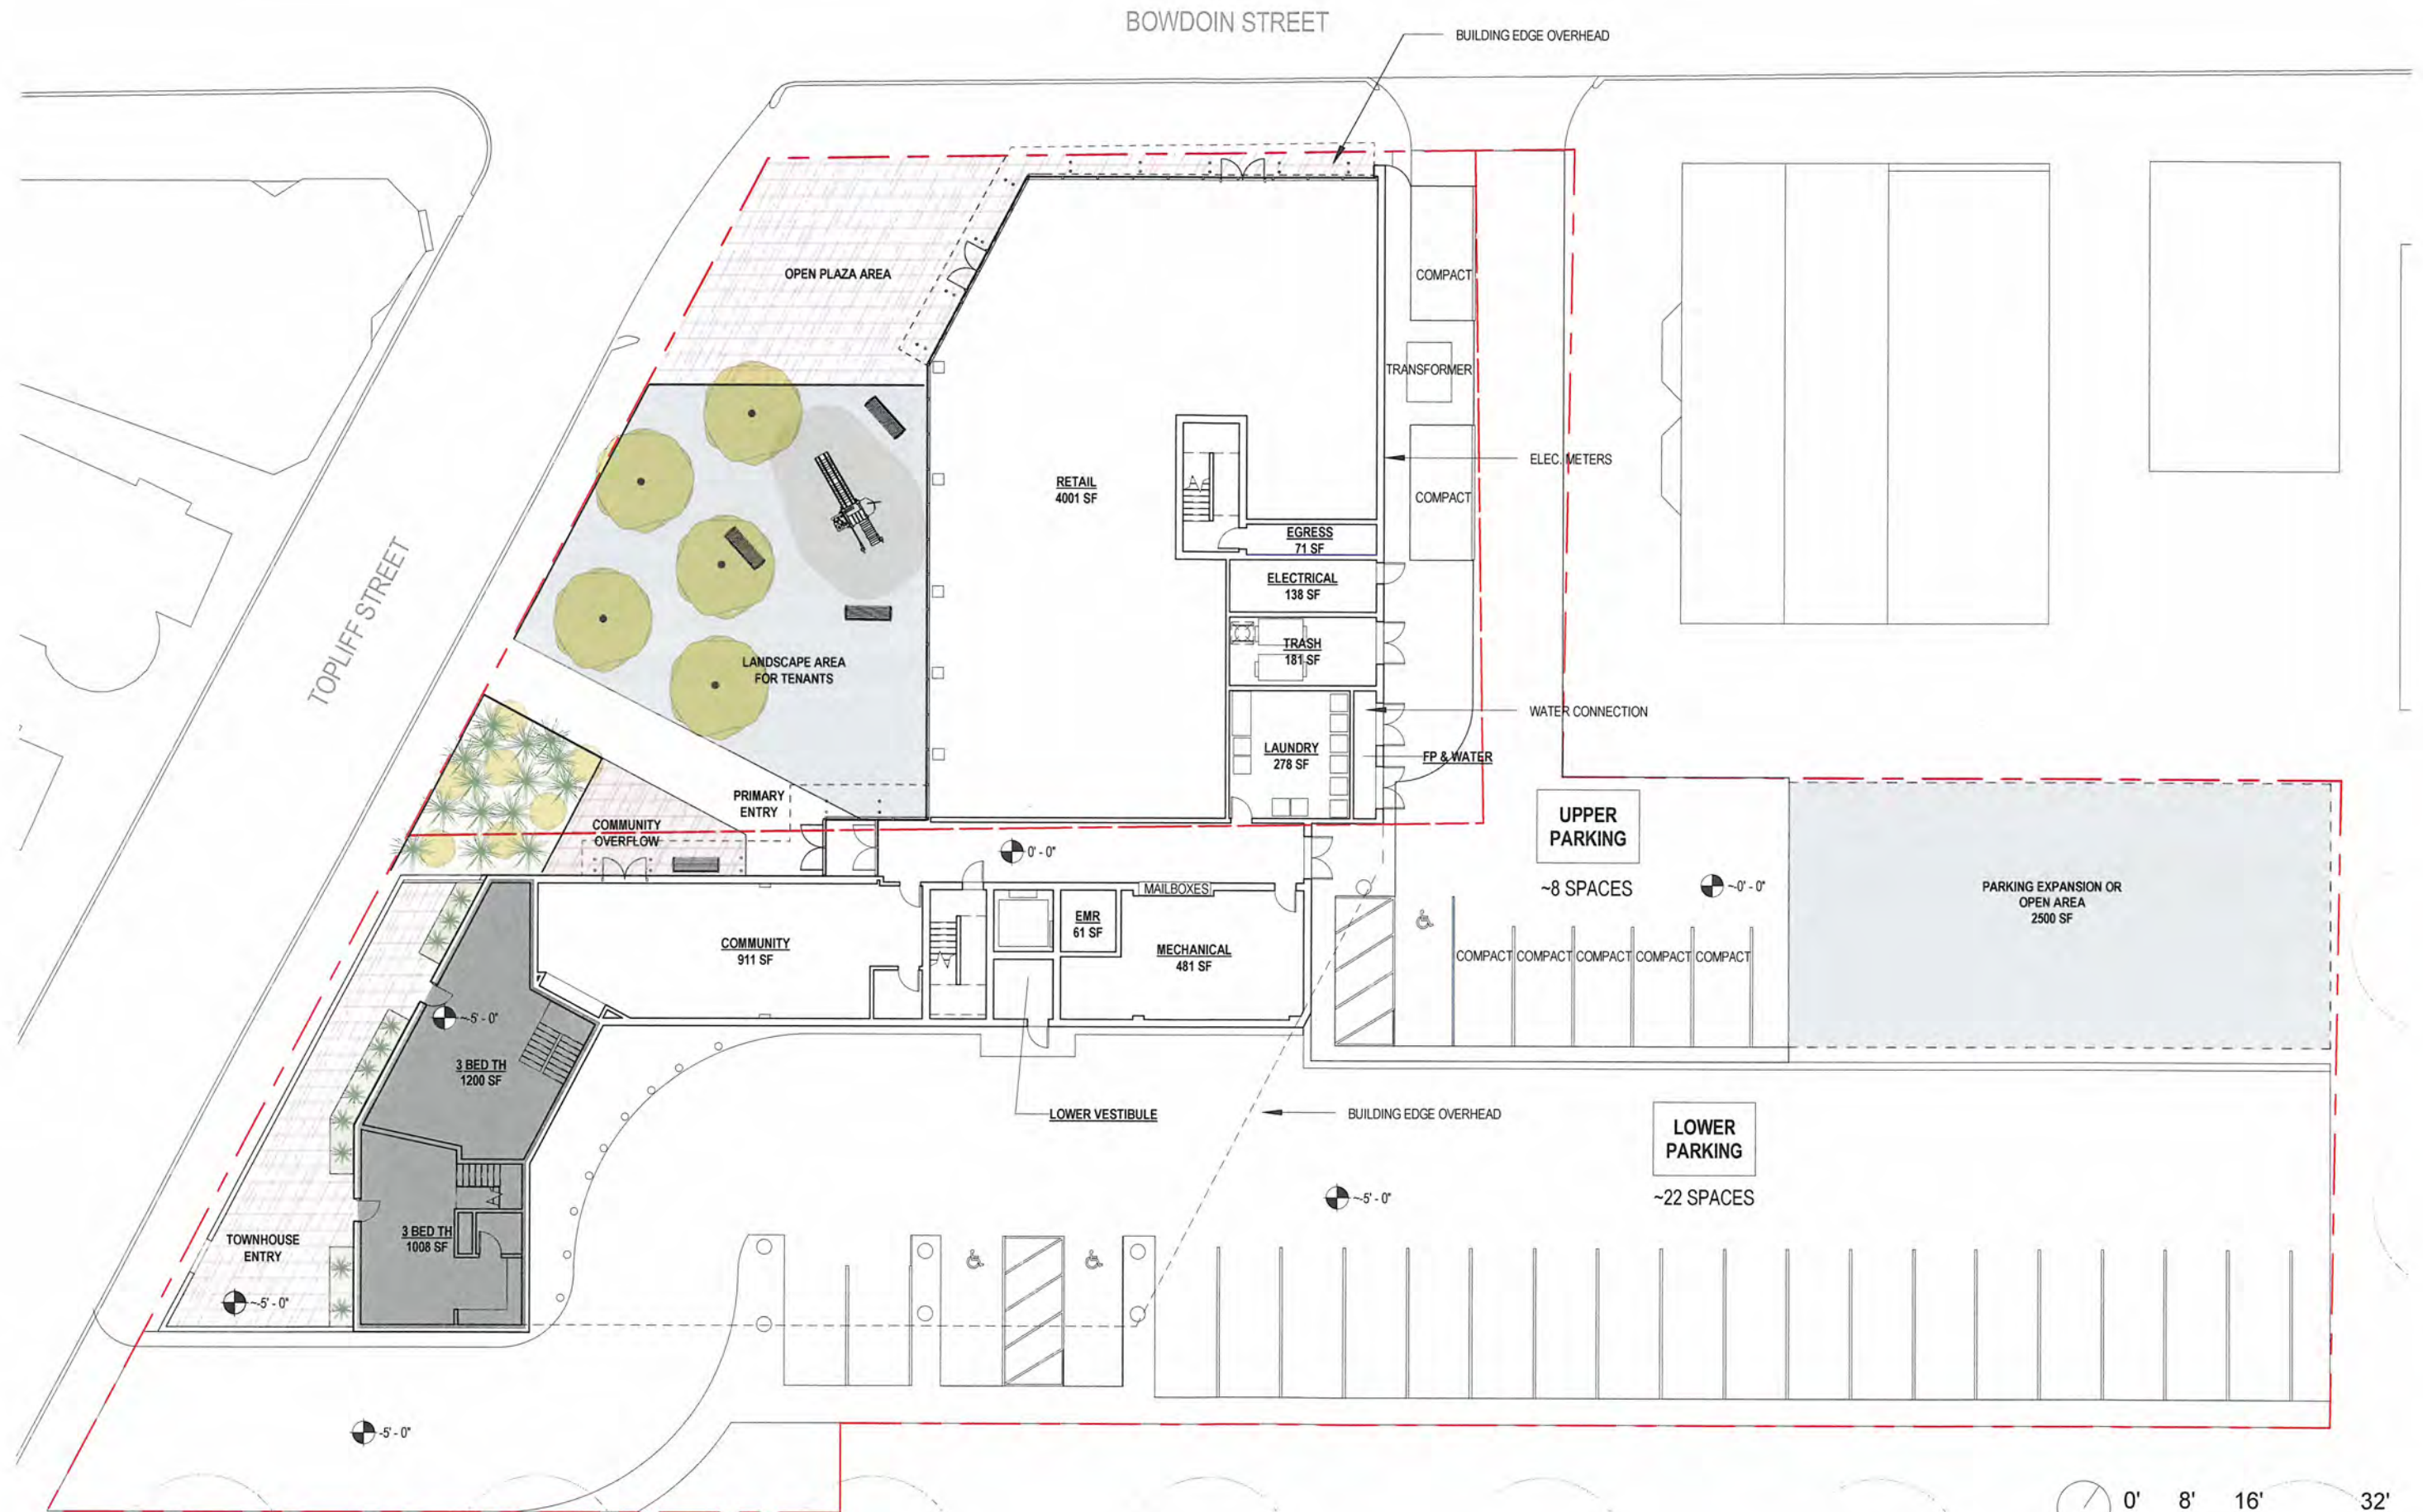 BOWDOIN STREET
BUILDING EDGE OVERHEAD
OPEN PLAZA AREA
COMPACT
TRANSFORMER
ELEC. METERS
COMPACT
RETAIL
4001 SF
EGRESS
71 SF
ELECTRICAL
138 SF
TRASH
181 SF
TOPLIFF STREET
LANDSCAPE AREA
FOR TENANTS
WATER CONNECTION
LAUNDRY
278 SF
FP & WATER
PRIMARY
ENTRY
COMMUNITY
OVERFLOW
UPPER
PARKING
~8 SPACES
0' - 0"
~0' - 0"
MAILBOXES
PARKING EXPANSION OR
OPEN AREA
2500 SF
EMR
61 SF
COMMUNITY
911 SF
MECHANICAL
481 SF
COMPACT
COMPACT
COMPACT
COMPACT
COMPACT
~-5' - 0"
3 BED TH
1200 SF
LOWER VESTIBULE
BUILDING EDGE OVERHEAD
LOWER
PARKING
~22 SPACES
~-5' - 0"
3 BED TH
1008 SF
TOWNHOUSE
ENTRY
~-5' - 0"
-5' - 0"
0' 8' 16' 32'